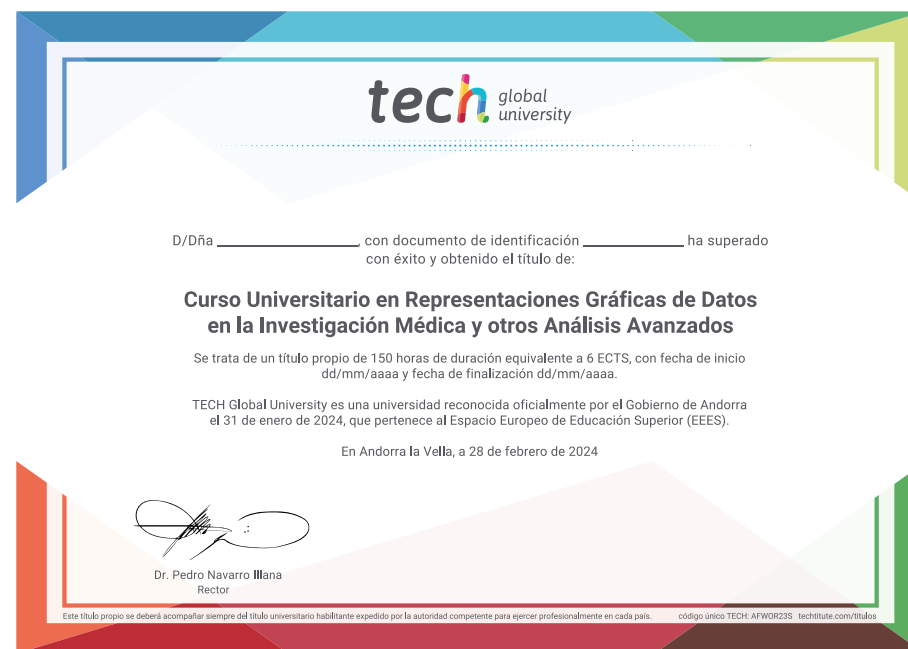 tech global
university
D/Dña ____________________, con documento de identificación ______________ ha superado
con éxito y obtenido el título de:
Curso Universitario en Representaciones Gráficas de Datos
en la Investigación Médica y otros Análisis Avanzados
Se trata de un título propio de 150 horas de duración equivalente a 6 ECTS, con fecha de inicio
dd/mm/aaaa y fecha de finalización dd/mm/aaaa.
TECH Global University es una universidad reconocida oficialmente por el Gobierno de Andorra
el 31 de enero de 2024, que pertenece al Espacio Europeo de Educación Superior (EEES).
En Andorra la Vella, a 28 de febrero de 2024
Dr. Pedro Navarro Illana
Rector
Este título propio se deberá acompañar siempre del título universitario habilitante expedido por la autoridad competente para ejercer profesionalmente en cada país. código único TECH: AFWOR23S techtitute.com/titulos